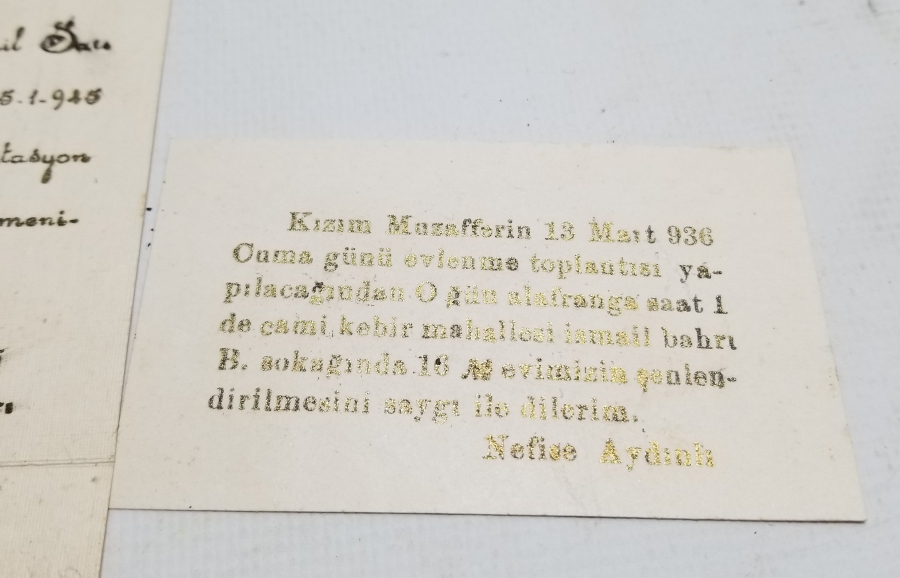 5-1-945
tasyon
meni-
Kızım Muzafferin 13 Mart 936
Cuma günü evlenme toplantısı ya-
pılacağından O gün alafranga saat 1
de cami kebir mahallesi ismail bahrı
B. sokağında 16 № evimizin şenlen-
dirilmesini saygı ile dilerim.
Nefise Aydınlı